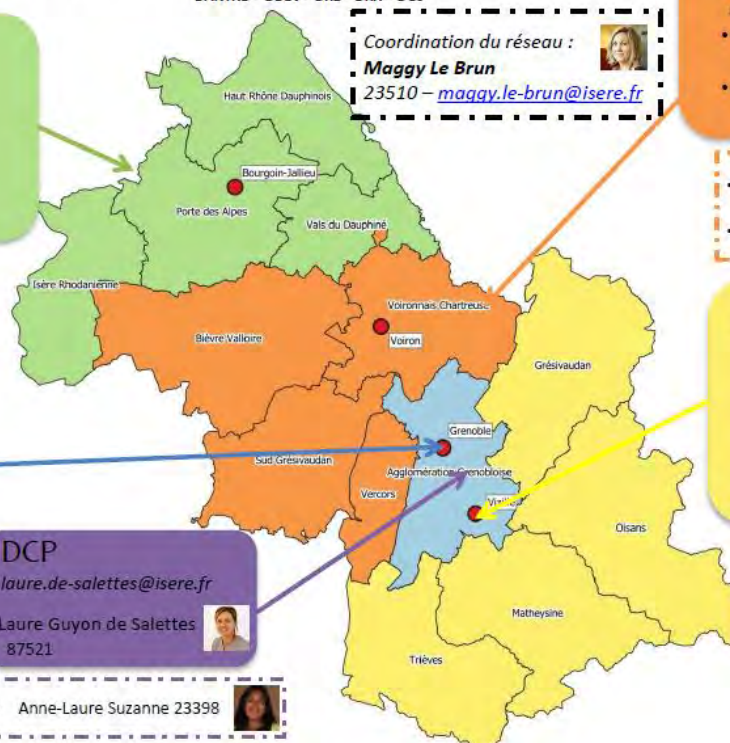 Coordination du réseau :
Maggy Le Brun
23510 – maggy.le-brun@isere.fr
Haut Rhône Dauphinois
Bourgoin-Jallieu
Porte des Alpes
Vals du Dauphiné
Isère Rhodanienne
Voironnais Chartreuse
Bièvre Valloire
Voiron
Grésivaudan
Grenoble
Sud Grésivaudan
Agglomération Grenobloise
Vercors
Oisans
DCP
laure.de-salettes@isere.fr
Laure Guyon de Salettes
87521
Matheysine
Trièves
Anne-Laure Suzanne 23398